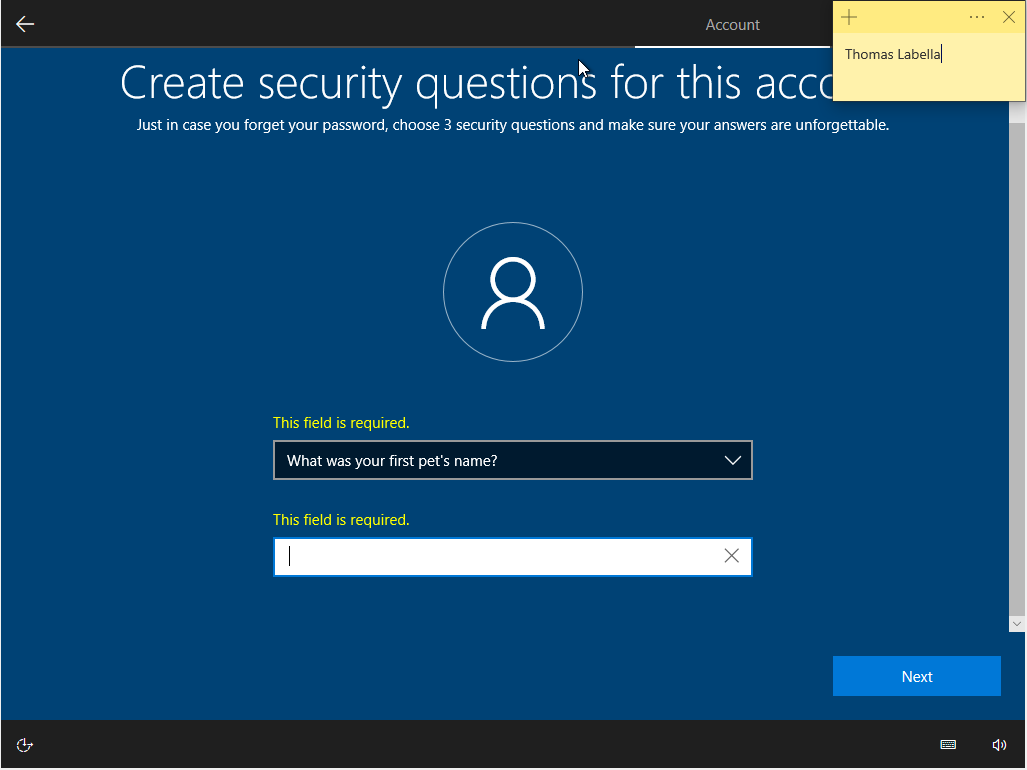 Account
Thomas Labella
Create security questions for this acco
Just in case you forget your password, choose 3 security questions and make sure your answers are unforgettable.
This field is required.
What was your first pet's name?
This field is required.
Next